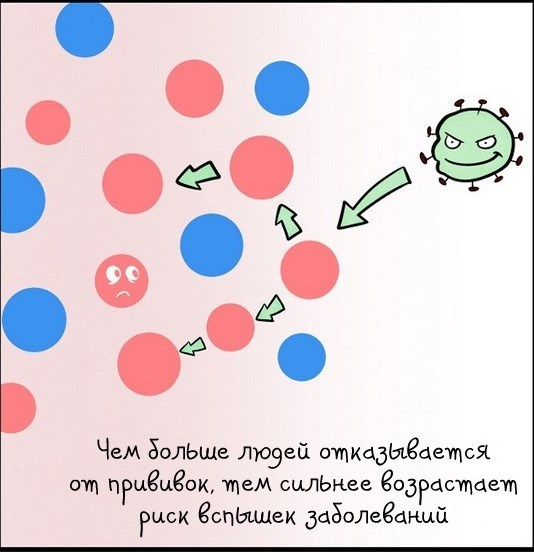 Чем больше людей отказывается
от прививок, тем сильнее возрастает
риск вспышек заболеваний